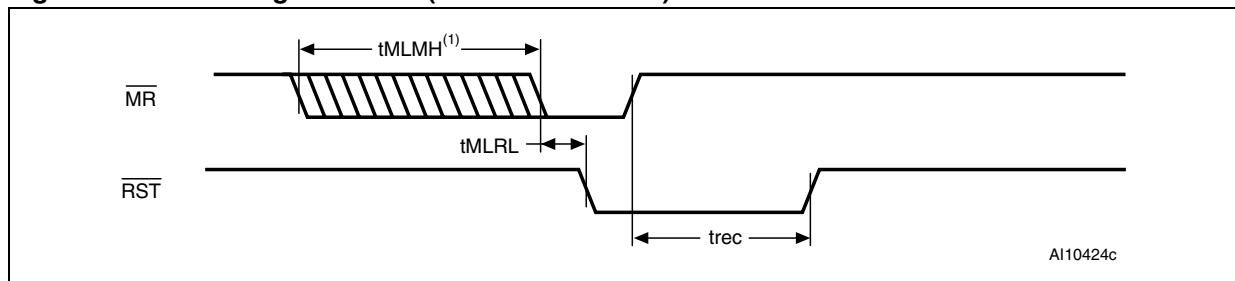 tMLMH(1)
MR
tMLRL
RST
trec
AI10424c